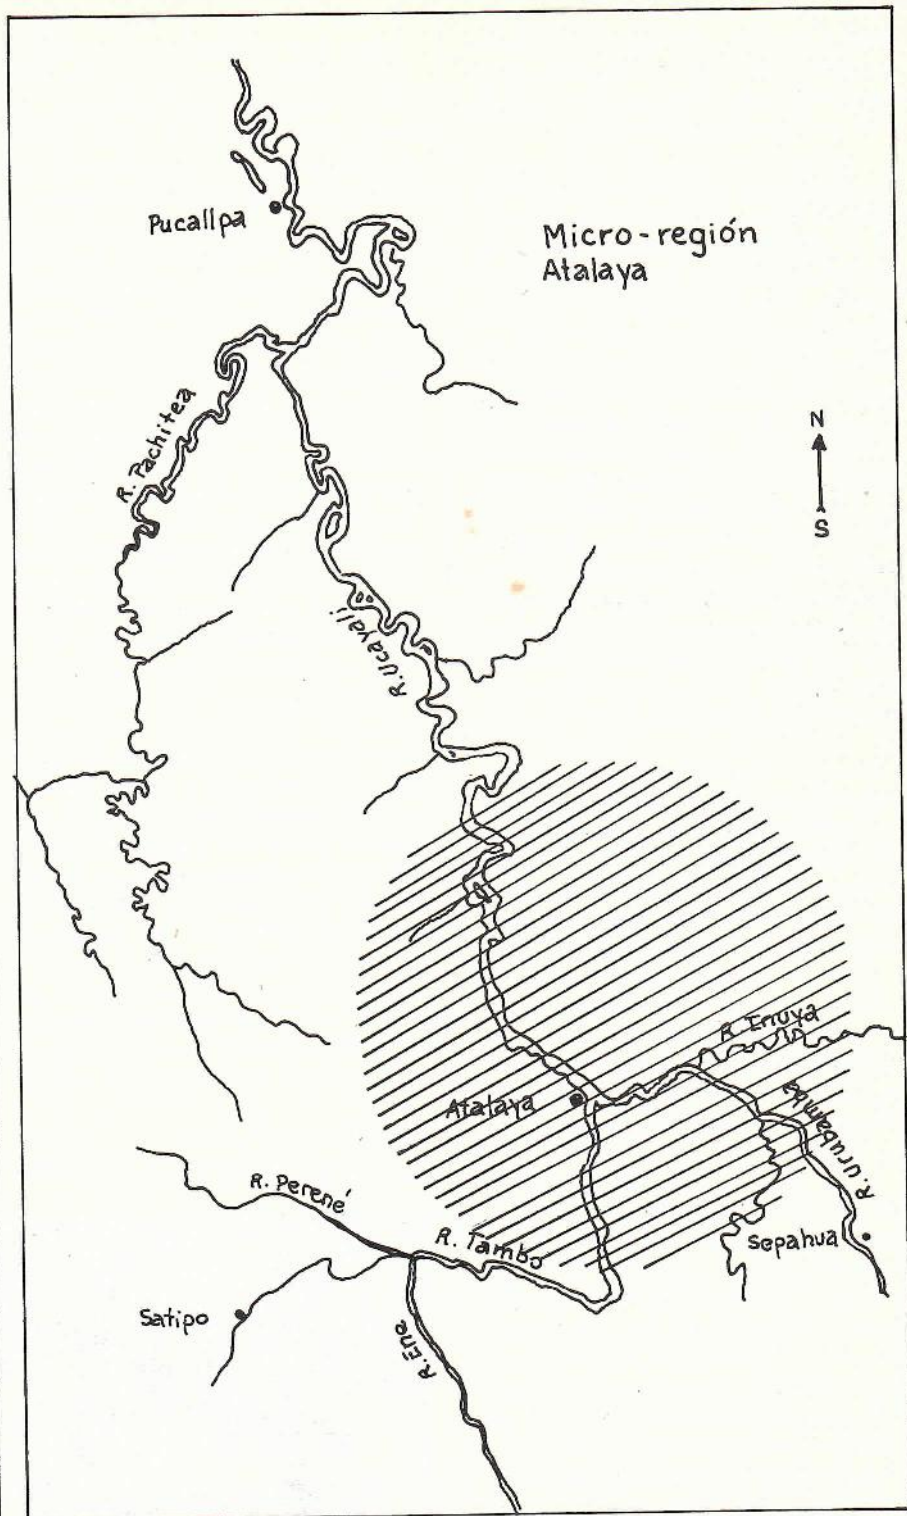 Pucallpa
Micro-región
Atalaya
R. Pachitea
N
S
R. Ucayali
R. Inuya
Atalaya
R. Urubamba
R. Perené
R. Tambo
Sepahua
Satipo
R. Ene